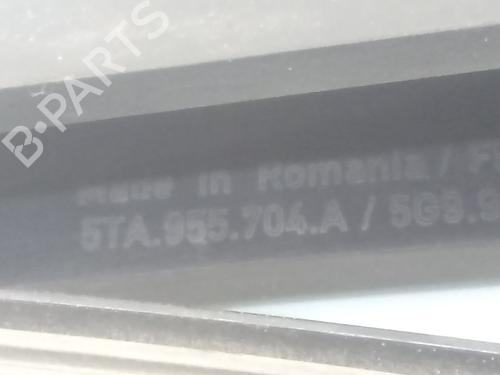 B-PARTS
Made in Romania / F
5TA.955.704.A / 5G9.9